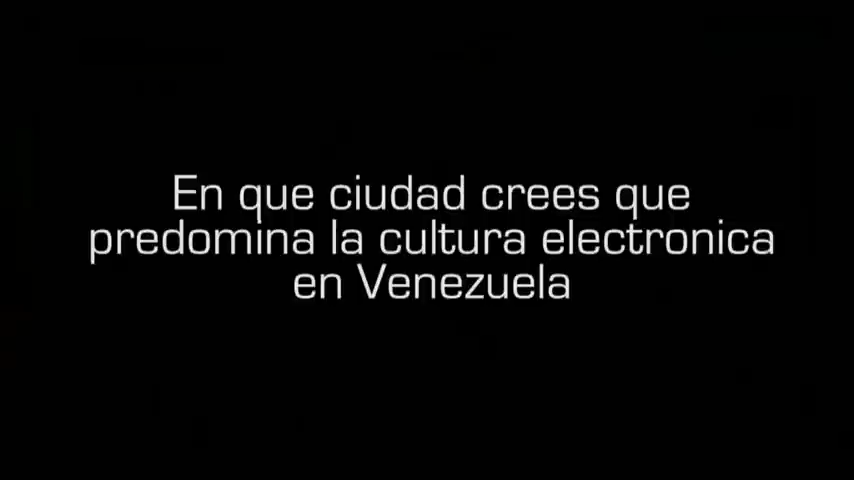 En que ciudad crees que
predomina la cultura electronica
en Venezuela